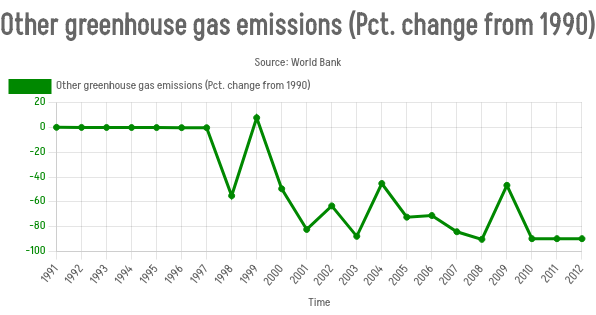 Other greenhouse gas emissions (Pct. change from 1990)
Source: World Bank
Other greenhouse gas emissions (Pct. change from 1990)
20
0
-20
-40
-60
-80
-100
1991 1992 1993 1994 1995 1996 1997 1998 1999 2000 2001 2002 2003 2004 2005 2006 2007 2008 2009 2010 2011 2012
Time